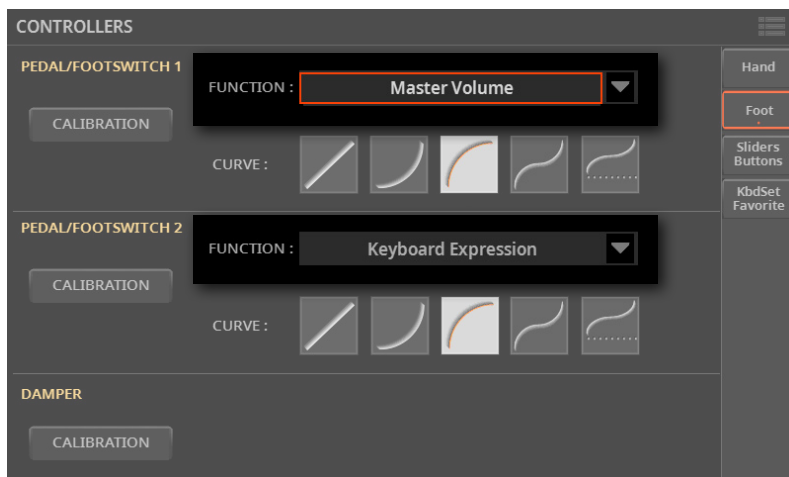 CONTROLLERS
PEDAL/FOOTSWITCH 1
FUNCTION :
Master Volume
CALIBRATION
CURVE :
PEDAL/FOOTSWITCH 2
FUNCTION :
Keyboard Expression
CALIBRATION
CURVE :
DAMPER
CALIBRATION
Hand
Foot
Sliders
Buttons
KbdSet
Favorite